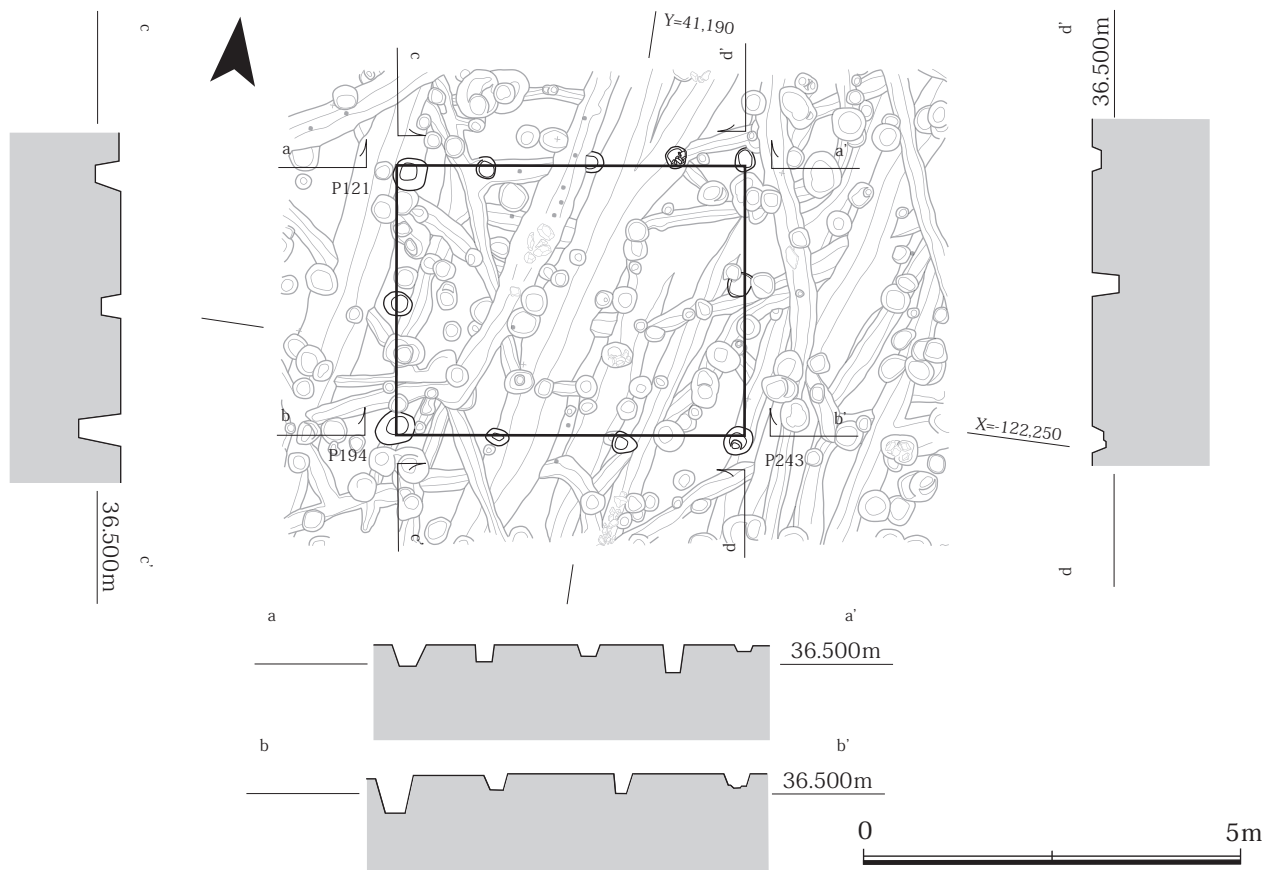 c
d'
36.500m
Y=41,190
c
d'
a
a'
P121
b
b'
P194
P243
X=-122,250
c'
d
36.500m
c'
d
a
a'
36.500m
b
b'
36.500m
0
5m